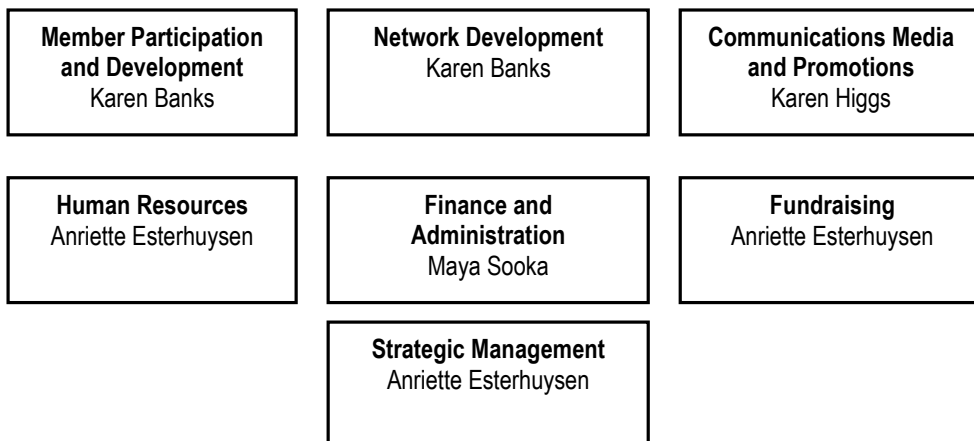 Member Participation
and Development
Karen Banks
Network Development
Karen Banks
Communications Media
and Promotions
Karen Higgs
Human Resources
Anriette Esterhuysen
Finance and
Administration
Maya Sooka
Fundraising
Anriette Esterhuysen
Strategic Management
Anriette Esterhuysen